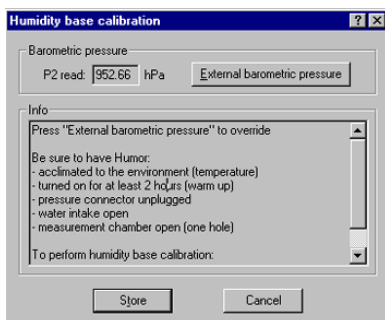 Humidity base calibration
Barometric pressure
P2 read: 952.66 hPa External barometric pressure
Info
Press "External barometric pressure" to override
Be sure to have Humor:
- acclimated to the environment (temperature)
- turned on for at least 2 hours (warm up)
- pressure connector unplugged
- water intake open
- measurement chamber open (one hole)
To perform humidity base calibration:
Store Cancel